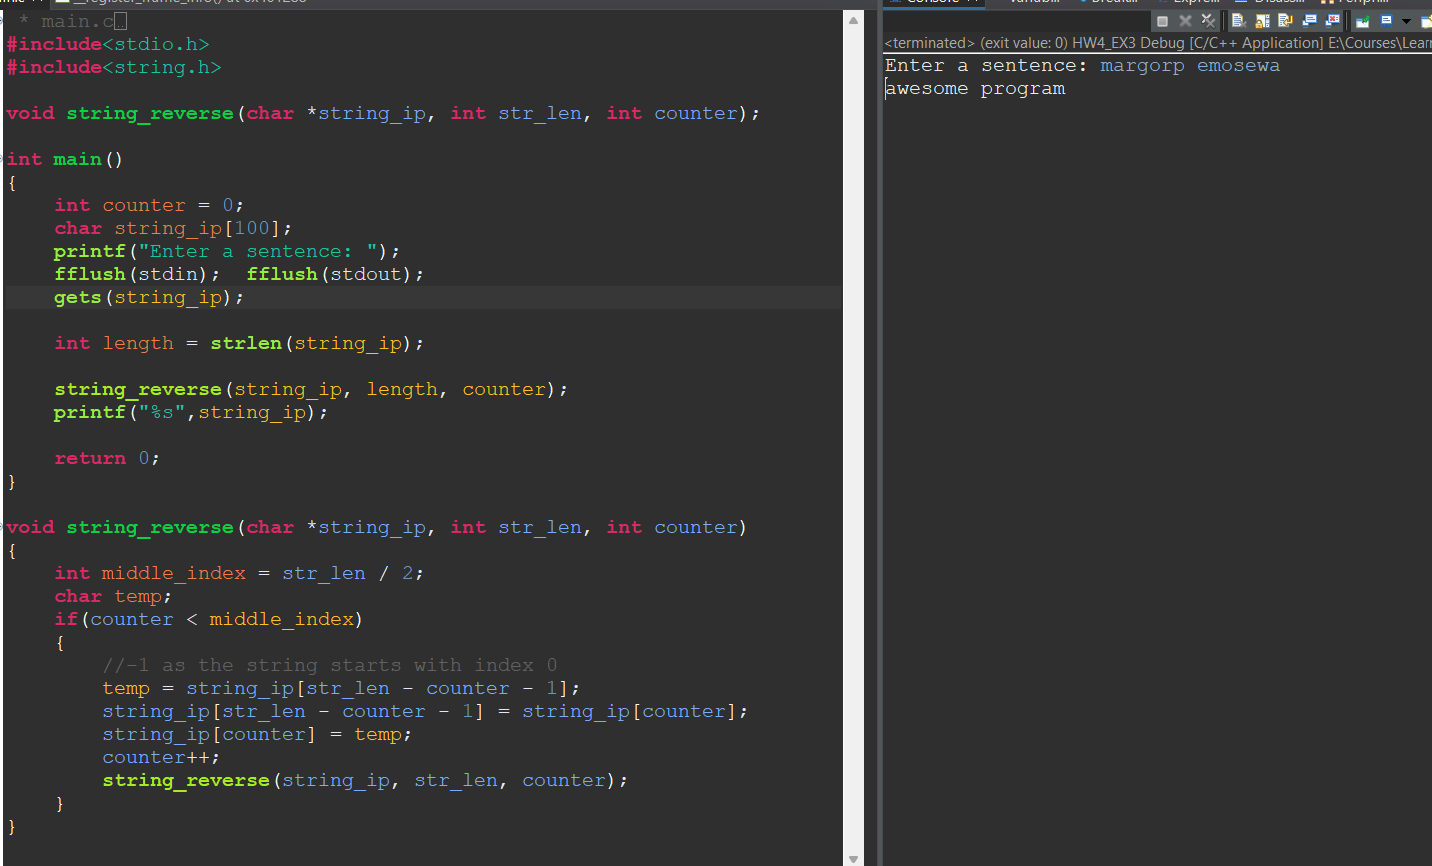 __register_frame_info() at 0x401288
* main.c
#include<stdio.h>
#include<string.h>
void string_reverse(char *string_ip, int str_len, int counter);
int main()
{
    int counter = 0;
    char string_ip[100];
    printf("Enter a sentence: ");
    fflush(stdin);  fflush(stdout);
    gets(string_ip);
    int length = strlen(string_ip);
    string_reverse(string_ip, length, counter);
    printf("%s",string_ip);
    return 0;
}
void string_reverse(char *string_ip, int str_len, int counter)
{
    int middle_index = str_len / 2;
    char temp;
    if(counter < middle_index)
    {
        //-1 as the string starts with index 0
        temp = string_ip[str_len - counter - 1];
        string_ip[str_len - counter - 1] = string_ip[counter];
        string_ip[counter] = temp;
        counter++;
        string_reverse(string_ip, str_len, counter);
    }
}
Console
<terminated> (exit value: 0) HW4_EX3 Debug [C/C++ Application] E:\Courses\Learn
Enter a sentence: margorp emosewa
awesome program